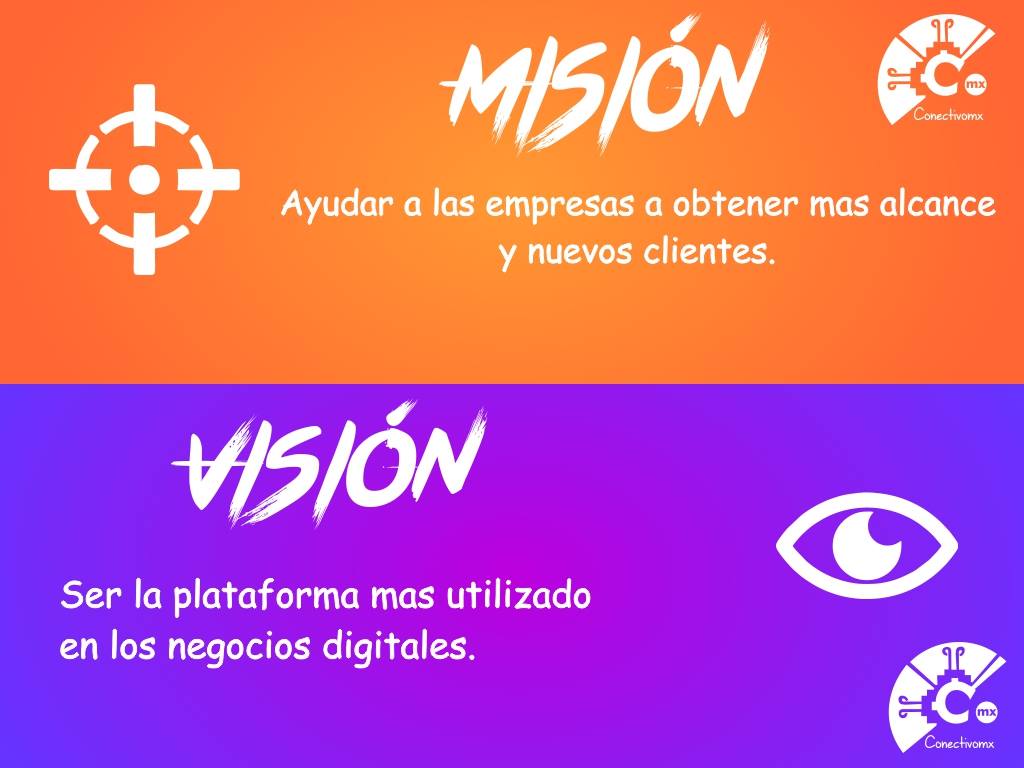 MISIÓN
C mx
Conectivomx
Ayudar a las empresas a obtener mas alcance
y nuevos clientes.
VISIÓN
Ser la plataforma mas utilizado
en los negocios digitales.
C mx
Conectivomx